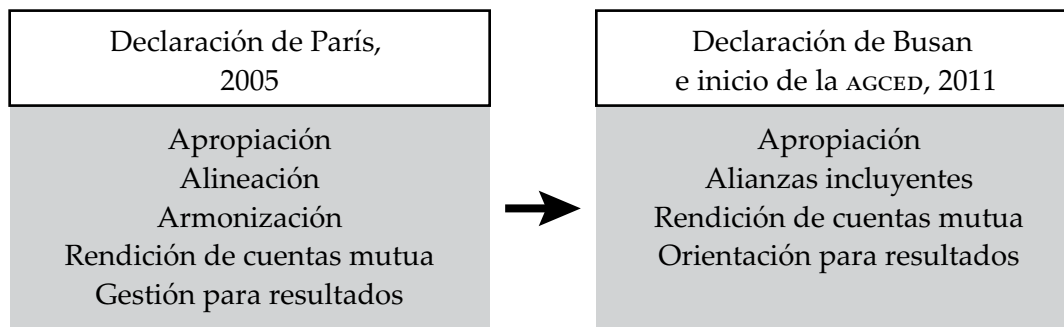 Declaración de París,
2005
Apropiación
Alineación
Armonización
Rendición de cuentas mutua
Gestión para resultados
Declaración de Busan
e inicio de la AGCED, 2011
Apropiación
Alianzas incluyentes
Rendición de cuentas mutua
Orientación para resultados